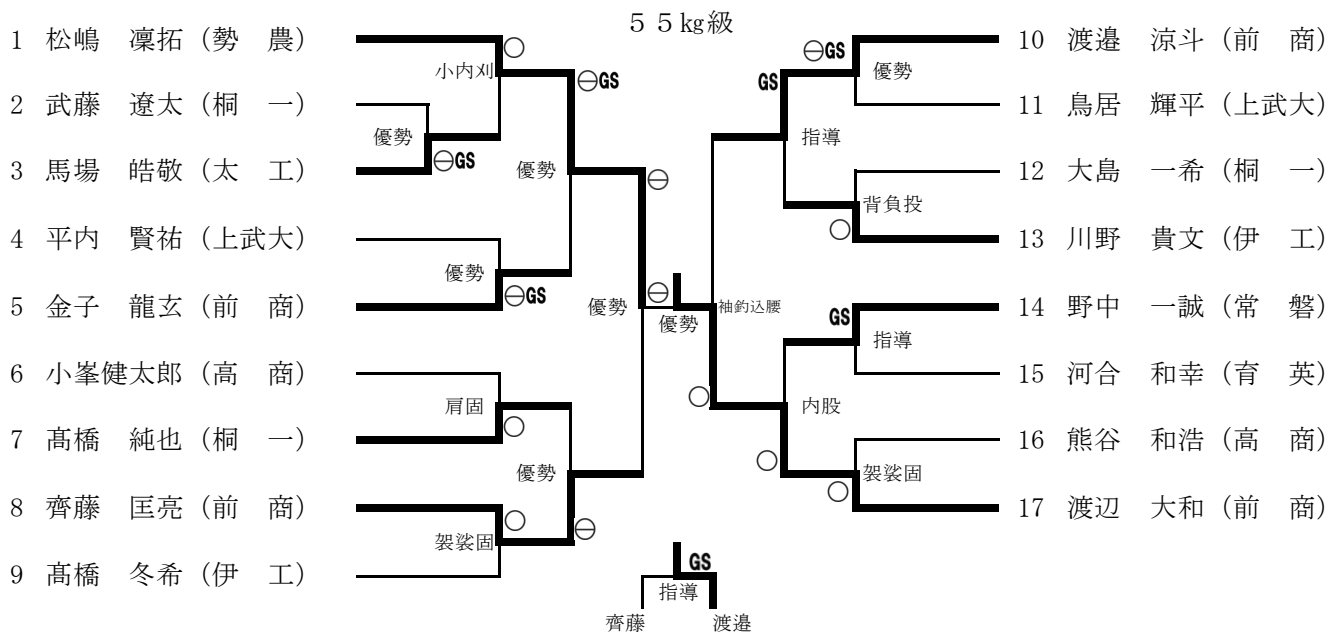 ５５kg級
1 松嶋　凜拓（勢　農）
2 武藤　遼太（桐　一）
3 馬場　皓敬（太　工）
4 平内　賢祐（上武大）
5 金子　龍玄（前　商）
6 小峯健太郎（高　商）
7 髙橋　純也（桐　一）
8 齊藤　匡亮（前　商）
9 髙橋　冬希（伊　工）
小内刈
優勢
GS
GS
優勢
優勢
GS
肩固
優勢
袈裟固
優勢
優勢
袖釣込腰
GS
GS
優勢
指導
背負投
GS
指導
内股
袈裟固
10 渡邉　涼斗（前　商）
11 鳥居　輝平（上武大）
12 大島　一希（桐　一）
13 川野　貴文（伊　工）
14 野中　一誠（常　磐）
15 河合　和幸（育　英）
16 熊谷　和浩（高　商）
17 渡辺　大和（前　商）
GS
指導
齊藤　渡邉